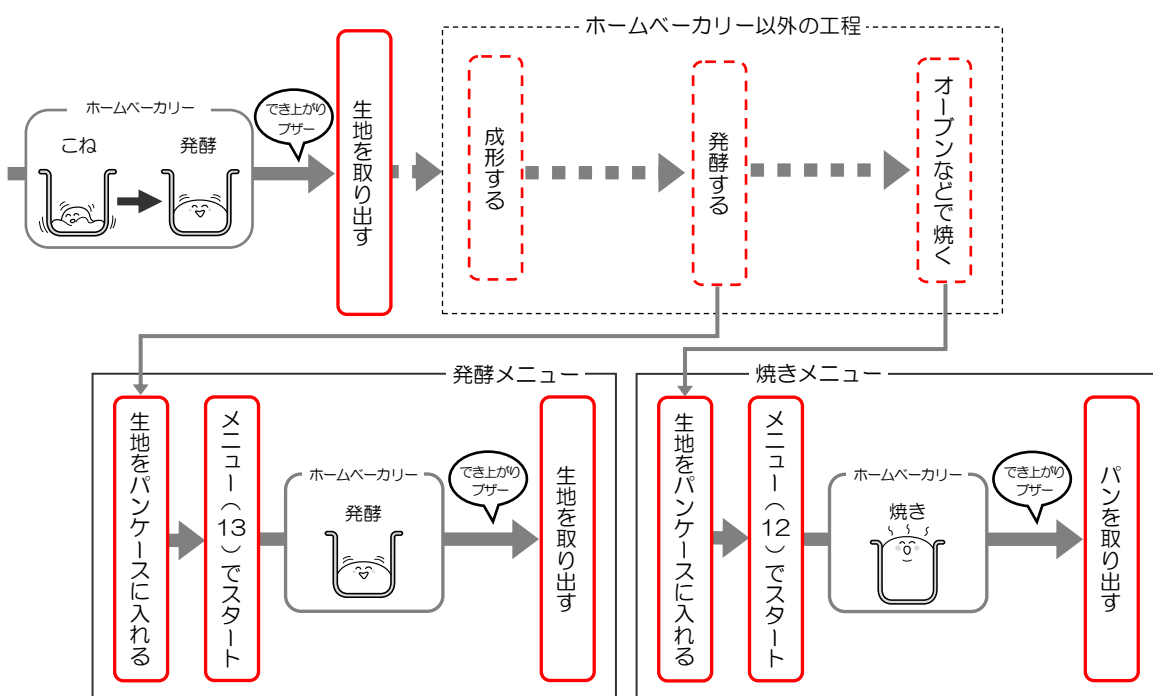 ホームベーカリー以外の工程
ホームベーカリー
こね
発酵
でき上がり
ブザー
生地を取り出す
成形する
発酵する
オーブンなどで焼く
発酵メニュー
生地をパンケースに入れる
メニュー（13）でスタート
ホームベーカリー
発酵
でき上がり
ブザー
生地を取り出す
焼きメニュー
生地をパンケースに入れる
メニュー（12）でスタート
ホームベーカリー
焼き
でき上がり
ブザー
パンを取り出す